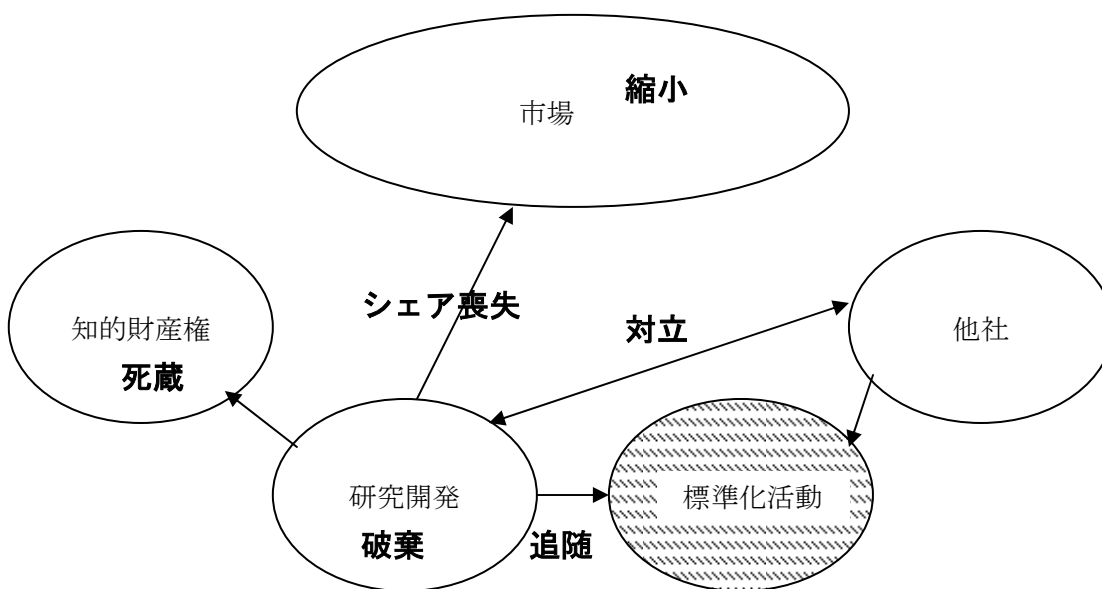 縮小
市場
シェア喪失
対立
知的財産権
死蔵
他社
研究開発
破棄
追随
標準化活動